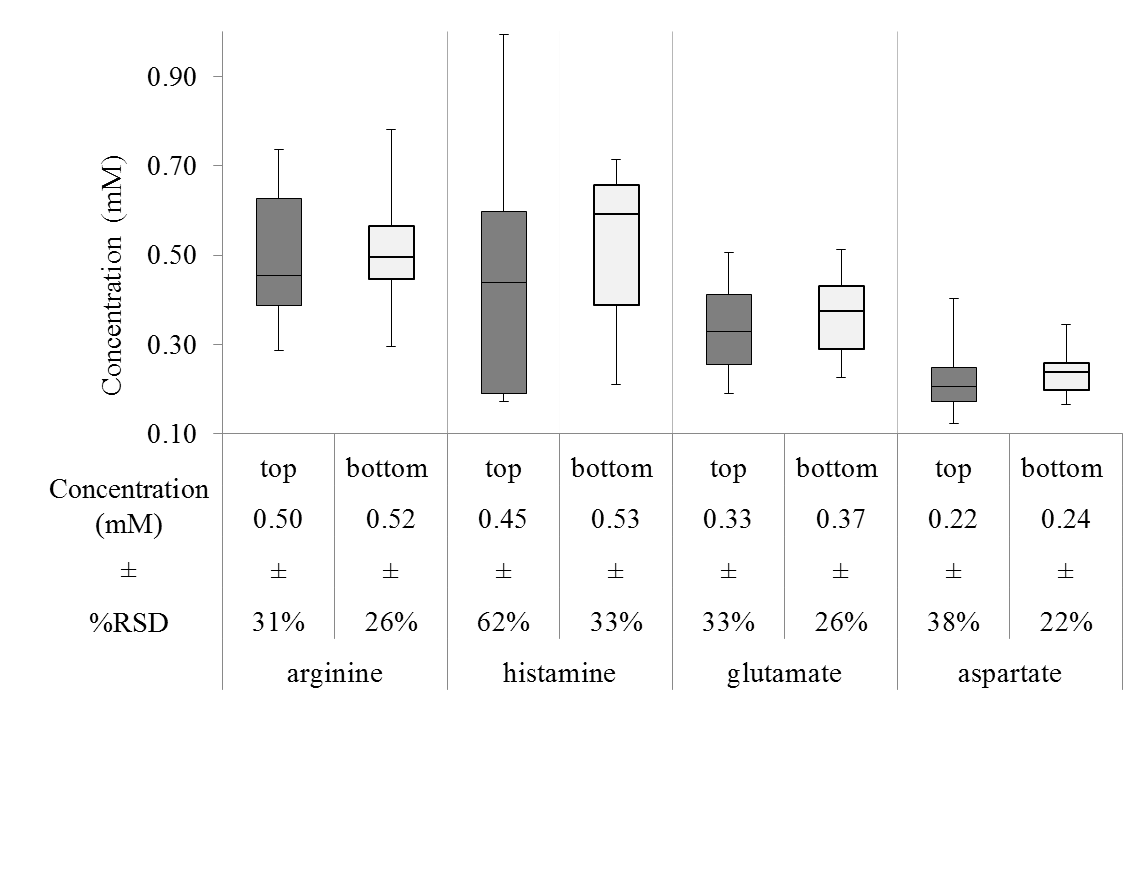 0.90
0.70
0.50
0.30
0.10
Concentration (mM)
top bottom top bottom top bottom top bottom
Concentration
(mM) 0.50 0.52 0.45 0.53 0.33 0.37 0.22 0.24
± ± ± ± ± ± ± ± ±
%RSD 31% 26% 62% 33% 33% 26% 38% 22%
arginine histamine glutamate aspartate